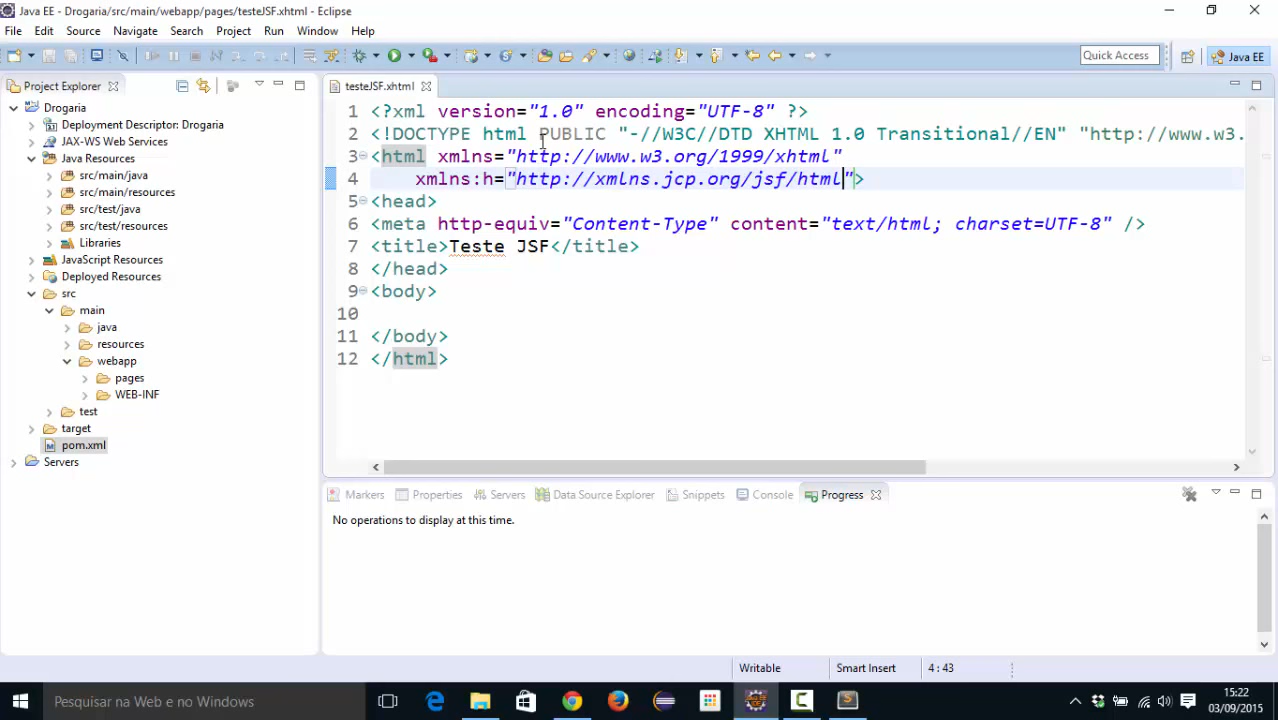 Java EE - Drogaria/src/main/webapp/pages/testeJSF.xhtml - Eclipse
File Edit Source Navigate Search Project Run Window Help
Quick Access
Java EE
Project Explorer
Drogaria
Deployment Descriptor: Drogaria
JAX-WS Web Services
Java Resources
src/main/java
src/main/resources
src/test/java
src/test/resources
Libraries
JavaScript Resources
Deployed Resources
src
main
java
resources
webapp
pages
WEB-INF
test
target
pom.xml
Servers
testeJSF.xhtml
1 <?xml version="1.0" encoding="UTF-8" ?>
2 <!DOCTYPE html PUBLIC "-//W3C//DTD XHTML 1.0 Transitional//EN" "http://www.w3.
3 <html xmlns="http://www.w3.org/1999/xhtml"
4 xmlns:h="http://xmlns.jcp.org/jsf/html">
5 <head>
6 <meta http-equiv="Content-Type" content="text/html; charset=UTF-8" />
7 <title>Teste JSF</title>
8 </head>
9 <body>
10
11 </body>
12 </html>
Markers Properties Servers Data Source Explorer Snippets Console Progress
No operations to display at this time.
Writable Smart Insert 4 : 43
Pesquisar na Web e no Windows
15:22
03/09/2015